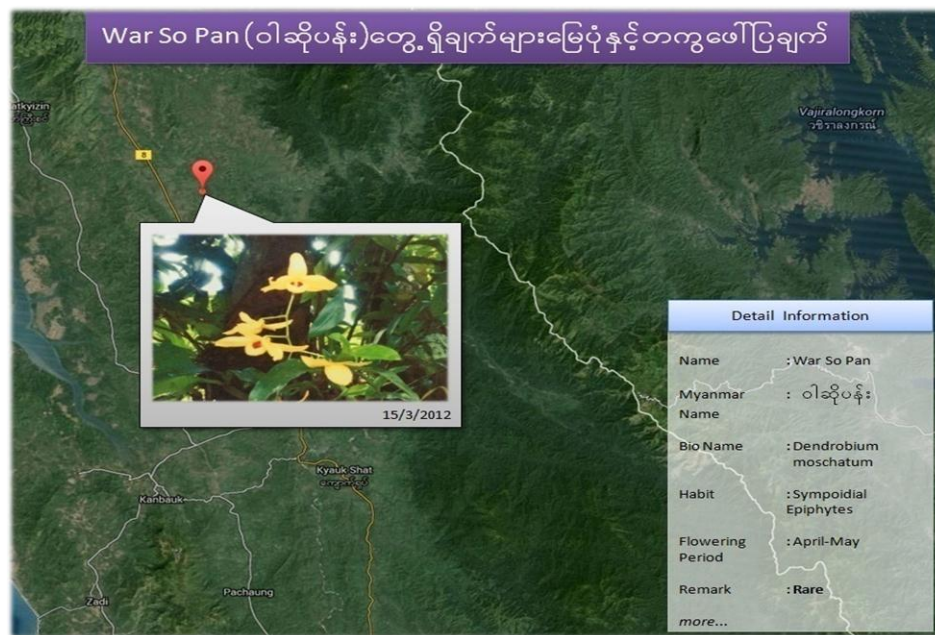 War So Pan (ဝါဆိုပန်း)တွေ့ရှိချက်များမြေပုံနှင့်တကွဖေါ်ပြချက်
atkyizin
8
Vajiralongkorn
วชิราลงกรณ์
15/3/2012
Kyauk Shat
Kanbauk
Zadi
Pachaung
Detail Information
Name : War So Pan
Myanmar Name : ဝါဆိုပန်း
Bio Name : Dendrobium
moschatum
Habit : Sympoidial
Epiphytes
Flowering Period : April-May
Remark : Rare
more...